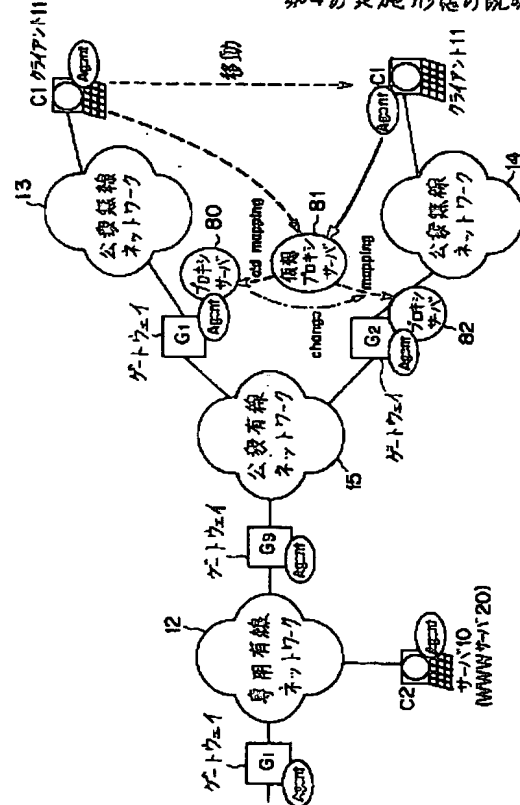 C1 クライアント11
Agent
移動
C1
Agent
クライアント11
13
公衆無線
ネットワーク
80
プロキシ
サーバ
Agent
G1
ゲートウェイ
old mapping
81
仮想
プロキシ
サーバ
change
mapping
14
公衆無線
ネットワーク
G2
Agent
プロキシ
サーバ
82
ゲートウェイ
公衆有線
ネットワーク
15
ゲートウェイ
G9
Agent
12
専用有線
ネットワーク
C2
Agent
サーバ10
(WWWサーバ20)
ゲートウェイ
G1
Agent